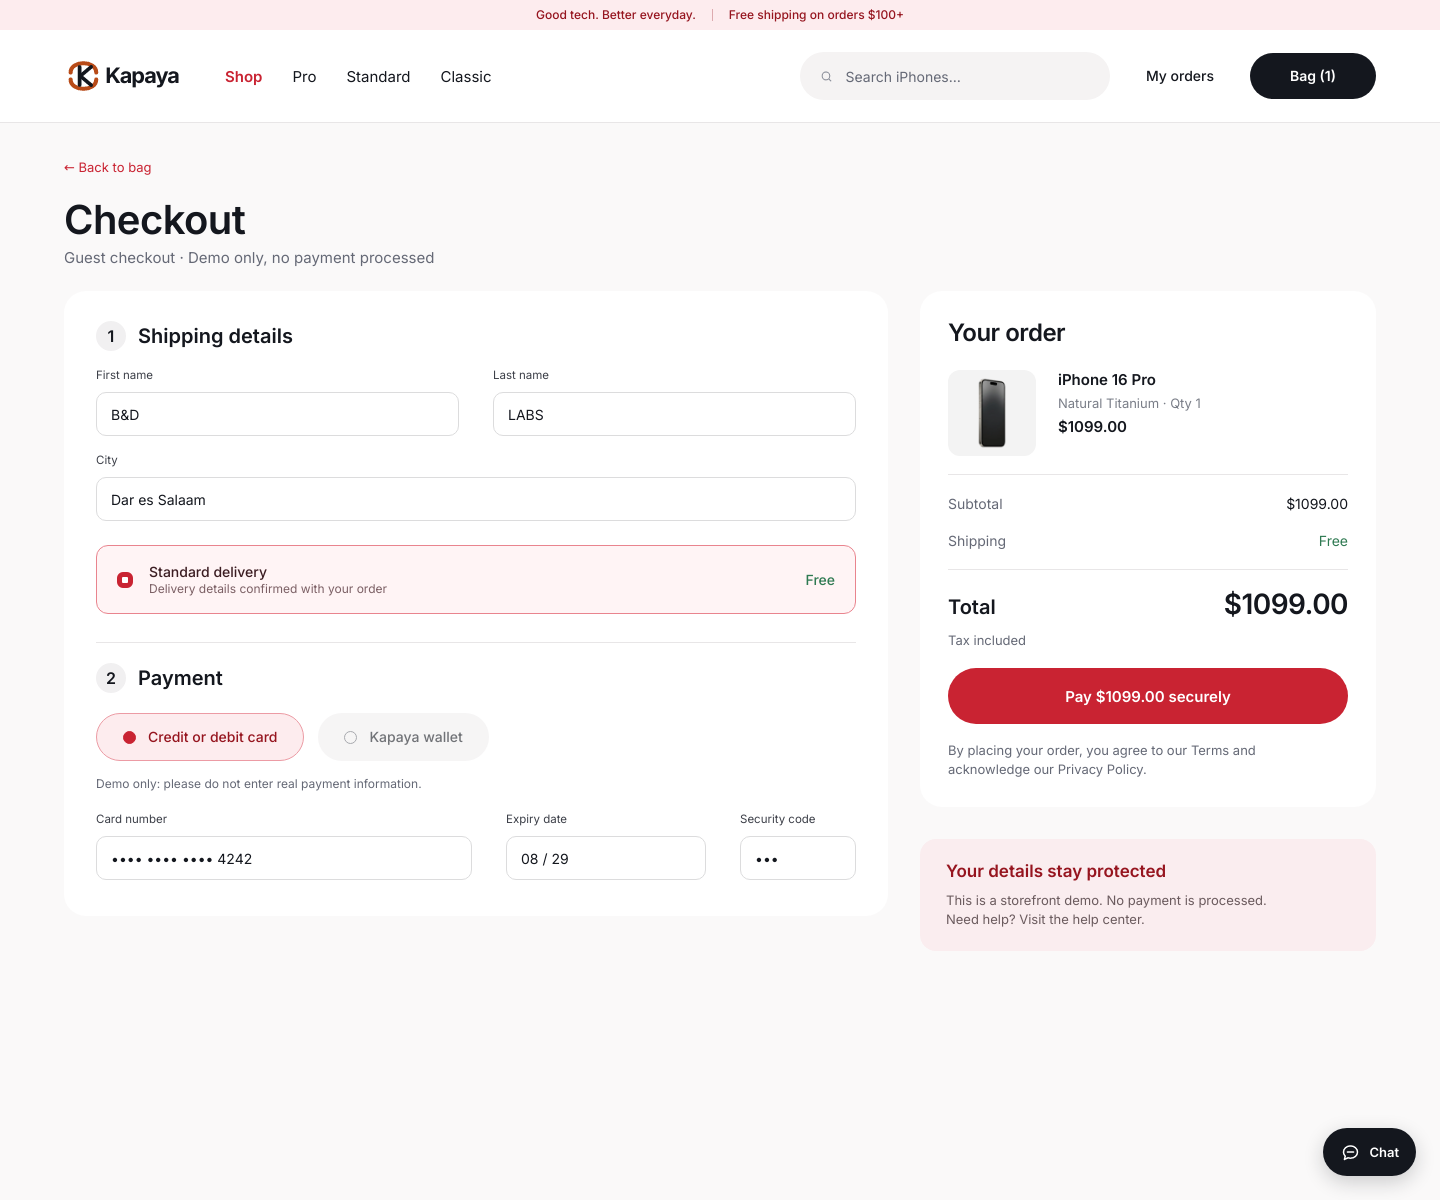 Good tech. Better everyday. | Free shipping on orders $100+
Kapaya Shop Pro Standard Classic Search iPhones... My orders Bag (1)
← Back to bag
Checkout
Guest checkout · Demo only, no payment processed
1 Shipping details
First name Last name
B&D LABS
City
Dar es Salaam
Standard delivery
Delivery details confirmed with your order
Free
2 Payment
Credit or debit card Kapaya wallet
Demo only: please do not enter real payment information.
Card number Expiry date Security code
•••• •••• •••• 4242 08 / 29 •••
Your order
iPhone 16 Pro
Natural Titanium · Qty 1
$1099.00
Subtotal $1099.00
Shipping Free
Total $1099.00
Tax included
Pay $1099.00 securely
By placing your order, you agree to our Terms and
acknowledge our Privacy Policy.
Your details stay protected
This is a storefront demo. No payment is processed.
Need help? Visit the help center.
Chat